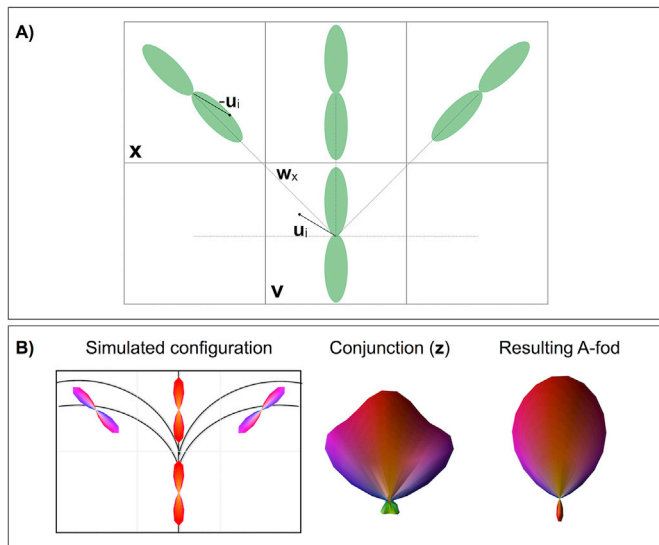 A)
-uᵢ
X
wₓ
uᵢ
V
B) Simulated configuration Conjunction (z) Resulting A-fod